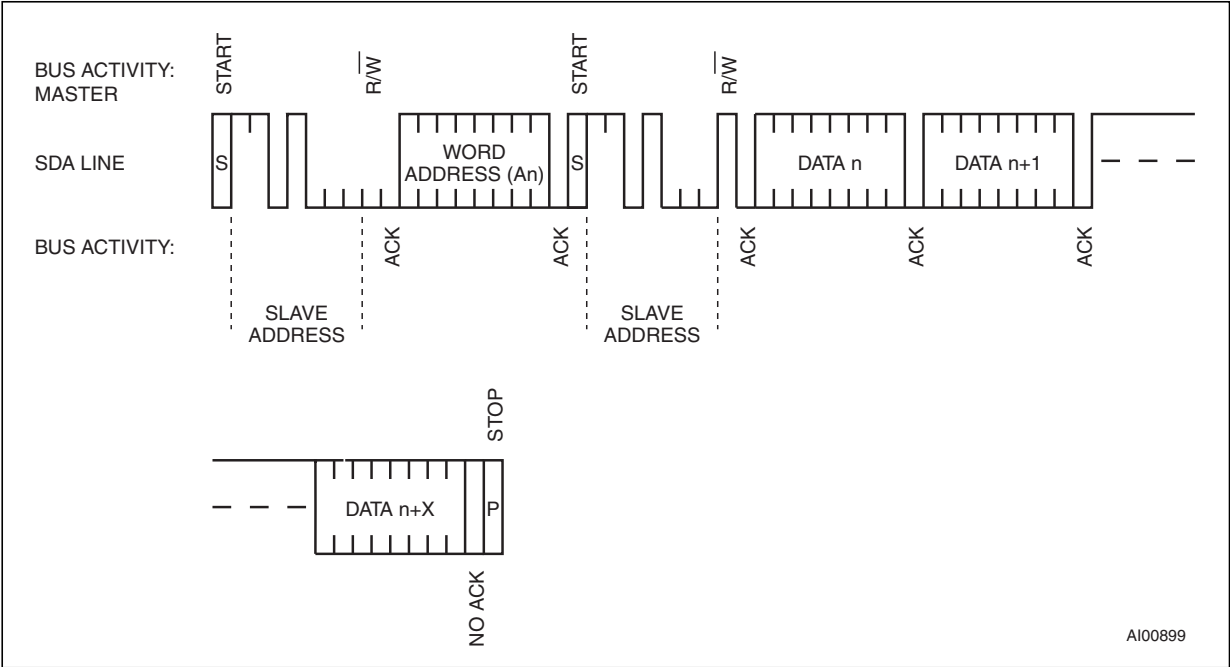 BUS ACTIVITY:
MASTER
START
R/W
START
R/W
SDA LINE
S
WORD
ADDRESS (An)
S
DATA n
DATA n+1
BUS ACTIVITY:
ACK
ACK
ACK
ACK
ACK
SLAVE
ADDRESS
SLAVE
ADDRESS
STOP
DATA n+X
P
NO ACK
AI00899